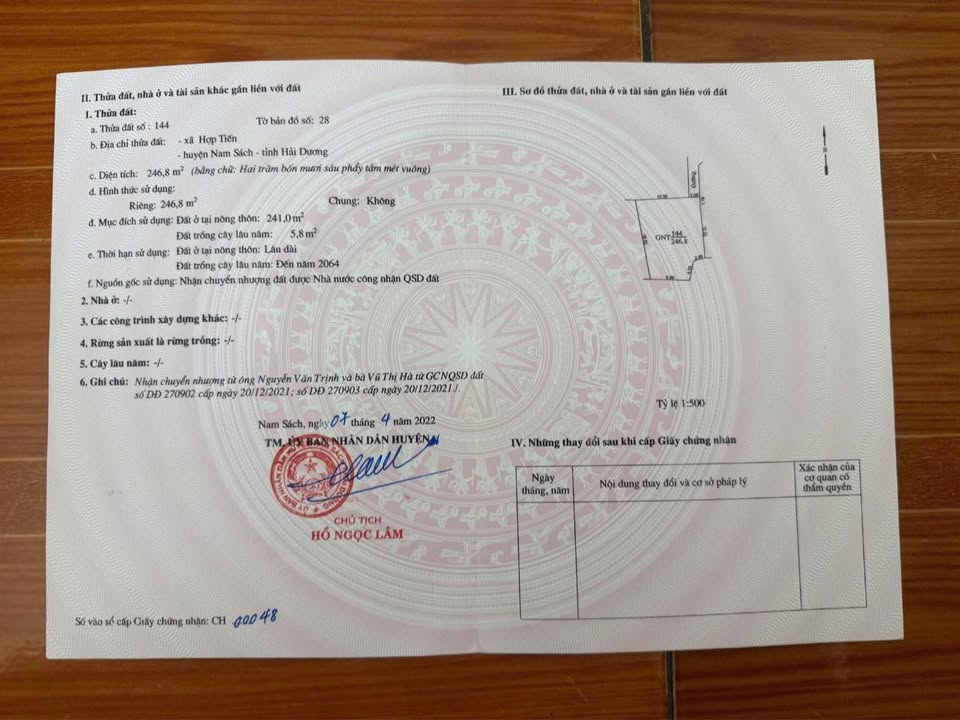 II. Thửa đất, nhà ở và tài sản khác gắn liền với đất
1. Thửa đất:
a. Thửa đất số : 144 Tờ bản đồ số: 28
b. Địa chỉ thửa đất: - xã Hợp Tiến
- huyện Nam Sách - tỉnh Hải Dương
c. Diện tích: 246,8 m² (bằng chữ: Hai trăm bốn mươi sáu phẩy tám mét vuông)
d. Hình thức sử dụng:
Riêng: 246,8 m² Chung: Không
đ. Mục đích sử dụng: Đất ở tại nông thôn: 241,0 m²
Đất trồng cây lâu năm: 5,8 m²
e. Thời hạn sử dụng: Đất ở tại nông thôn: Lâu dài
Đất trồng cây lâu năm: Đến năm 2064
f. Nguồn gốc sử dụng: Nhận chuyển nhượng đất được Nhà nước công nhận QSD đất
2. Nhà ở: -/-
3. Các công trình xây dựng khác: -/-
4. Rừng sản xuất là rừng trồng: -/-
5. Cây lâu năm: -/-
6. Ghi chú: Nhận chuyển nhượng từ ông Nguyễn Văn Trịnh và bà Vũ Thị Hà từ GCNQSD đất
số DĐ 270902 cấp ngày 20/12/2021; số DĐ 270903 cấp ngày 20/12/2021./.
Nam Sách, ngày 07 tháng 4 năm 2022
TM. ỦY BAN NHÂN DÂN HUYỆN
CHỦ TỊCH
HỒ NGỌC LÂM
Số vào sổ cấp Giấy chứng nhận: CH 00048
III. Sơ đồ thửa đất, nhà ở và tài sản gắn liền với đất
Đường
ONT 144
246.8
Tỷ lệ 1:500
IV. Những thay đổi sau khi cấp Giấy chứng nhận
Ngày tháng, năm
Nội dung thay đổi và cơ sở pháp lý
Xác nhận của cơ quan có thẩm quyền